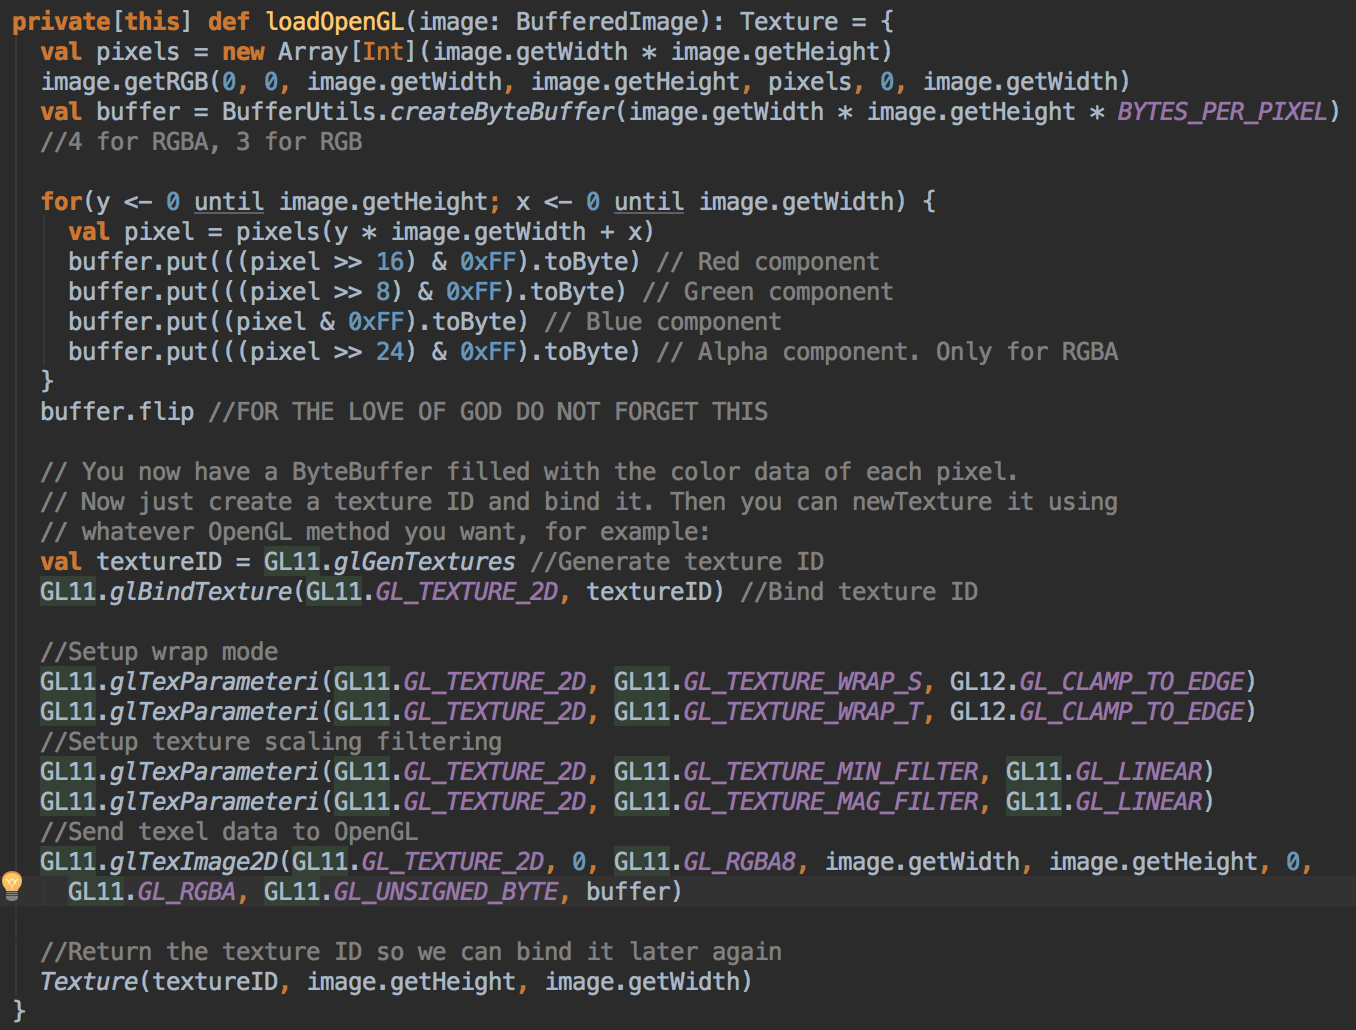 private[this] def loadOpenGL(image: BufferedImage): Texture = {
val pixels = new Array[Int](image.getWidth * image.getHeight)
image.getRGB(0, 0, image.getWidth, image.getHeight, pixels, 0, image.getWidth)
val buffer = BufferUtils.createByteBuffer(image.getWidth * image.getHeight * BYTES_PER_PIXEL)
//4 for RGBA, 3 for RGB
for(y <- 0 until image.getHeight; x <- 0 until image.getWidth) {
val pixel = pixels(y * image.getWidth + x)
buffer.put(((pixel >> 16) & 0xFF).toByte) // Red component
buffer.put(((pixel >> 8) & 0xFF).toByte) // Green component
buffer.put((pixel & 0xFF).toByte) // Blue component
buffer.put(((pixel >> 24) & 0xFF).toByte) // Alpha component. Only for RGBA
}
buffer.flip //FOR THE LOVE OF GOD DO NOT FORGET THIS
// You now have a ByteBuffer filled with the color data of each pixel.
// Now just create a texture ID and bind it. Then you can newTexture it using
// whatever OpenGL method you want, for example:
val textureID = GL11.glGenTextures //Generate texture ID
GL11.glBindTexture(GL11.GL_TEXTURE_2D, textureID) //Bind texture ID
//Setup wrap mode
GL11.glTexParameteri(GL11.GL_TEXTURE_2D, GL11.GL_TEXTURE_WRAP_S, GL12.GL_CLAMP_TO_EDGE)
GL11.glTexParameteri(GL11.GL_TEXTURE_2D, GL11.GL_TEXTURE_WRAP_T, GL12.GL_CLAMP_TO_EDGE)
//Setup texture scaling filtering
GL11.glTexParameteri(GL11.GL_TEXTURE_2D, GL11.GL_TEXTURE_MIN_FILTER, GL11.GL_LINEAR)
GL11.glTexParameteri(GL11.GL_TEXTURE_2D, GL11.GL_TEXTURE_MAG_FILTER, GL11.GL_LINEAR)
//Send texel data to OpenGL
GL11.glTexImage2D(GL11.GL_TEXTURE_2D, 0, GL11.GL_RGBA8, image.getWidth, image.getHeight, 0,
GL11.GL_RGBA, GL11.GL_UNSIGNED_BYTE, buffer)
//Return the texture ID so we can bind it later again
Texture(textureID, image.getHeight, image.getWidth)
}